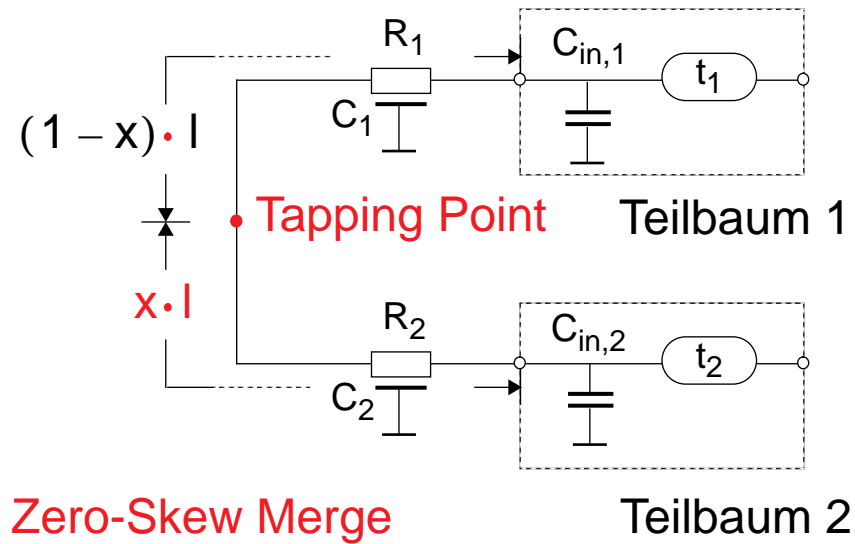 R1
Cin,1
t1
C1
(1 – x) · l
Tapping Point
Teilbaum 1
x · l
R2
Cin,2
t2
C2
Zero-Skew Merge
Teilbaum 2